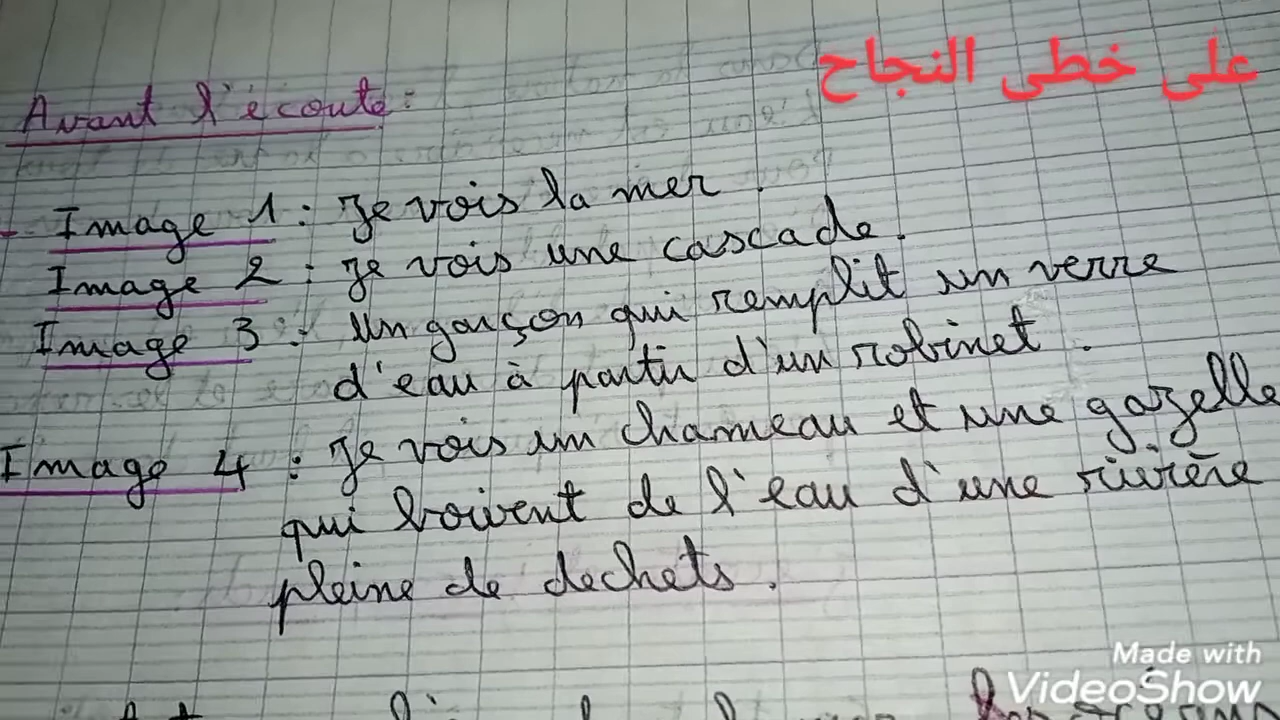 على خطى النجاح
Avant l'écoute:
Image 1: Je vois la mer.
Image 2: Je vois une cascade.
Image 3: Un garçon qui remplit un verre
d'eau à partir d'un robinet.
Image 4: Je vois un chameau et une gazelle
qui boivent de l'eau d'une rivière
pleine de dechets.
Made with
VideoShow